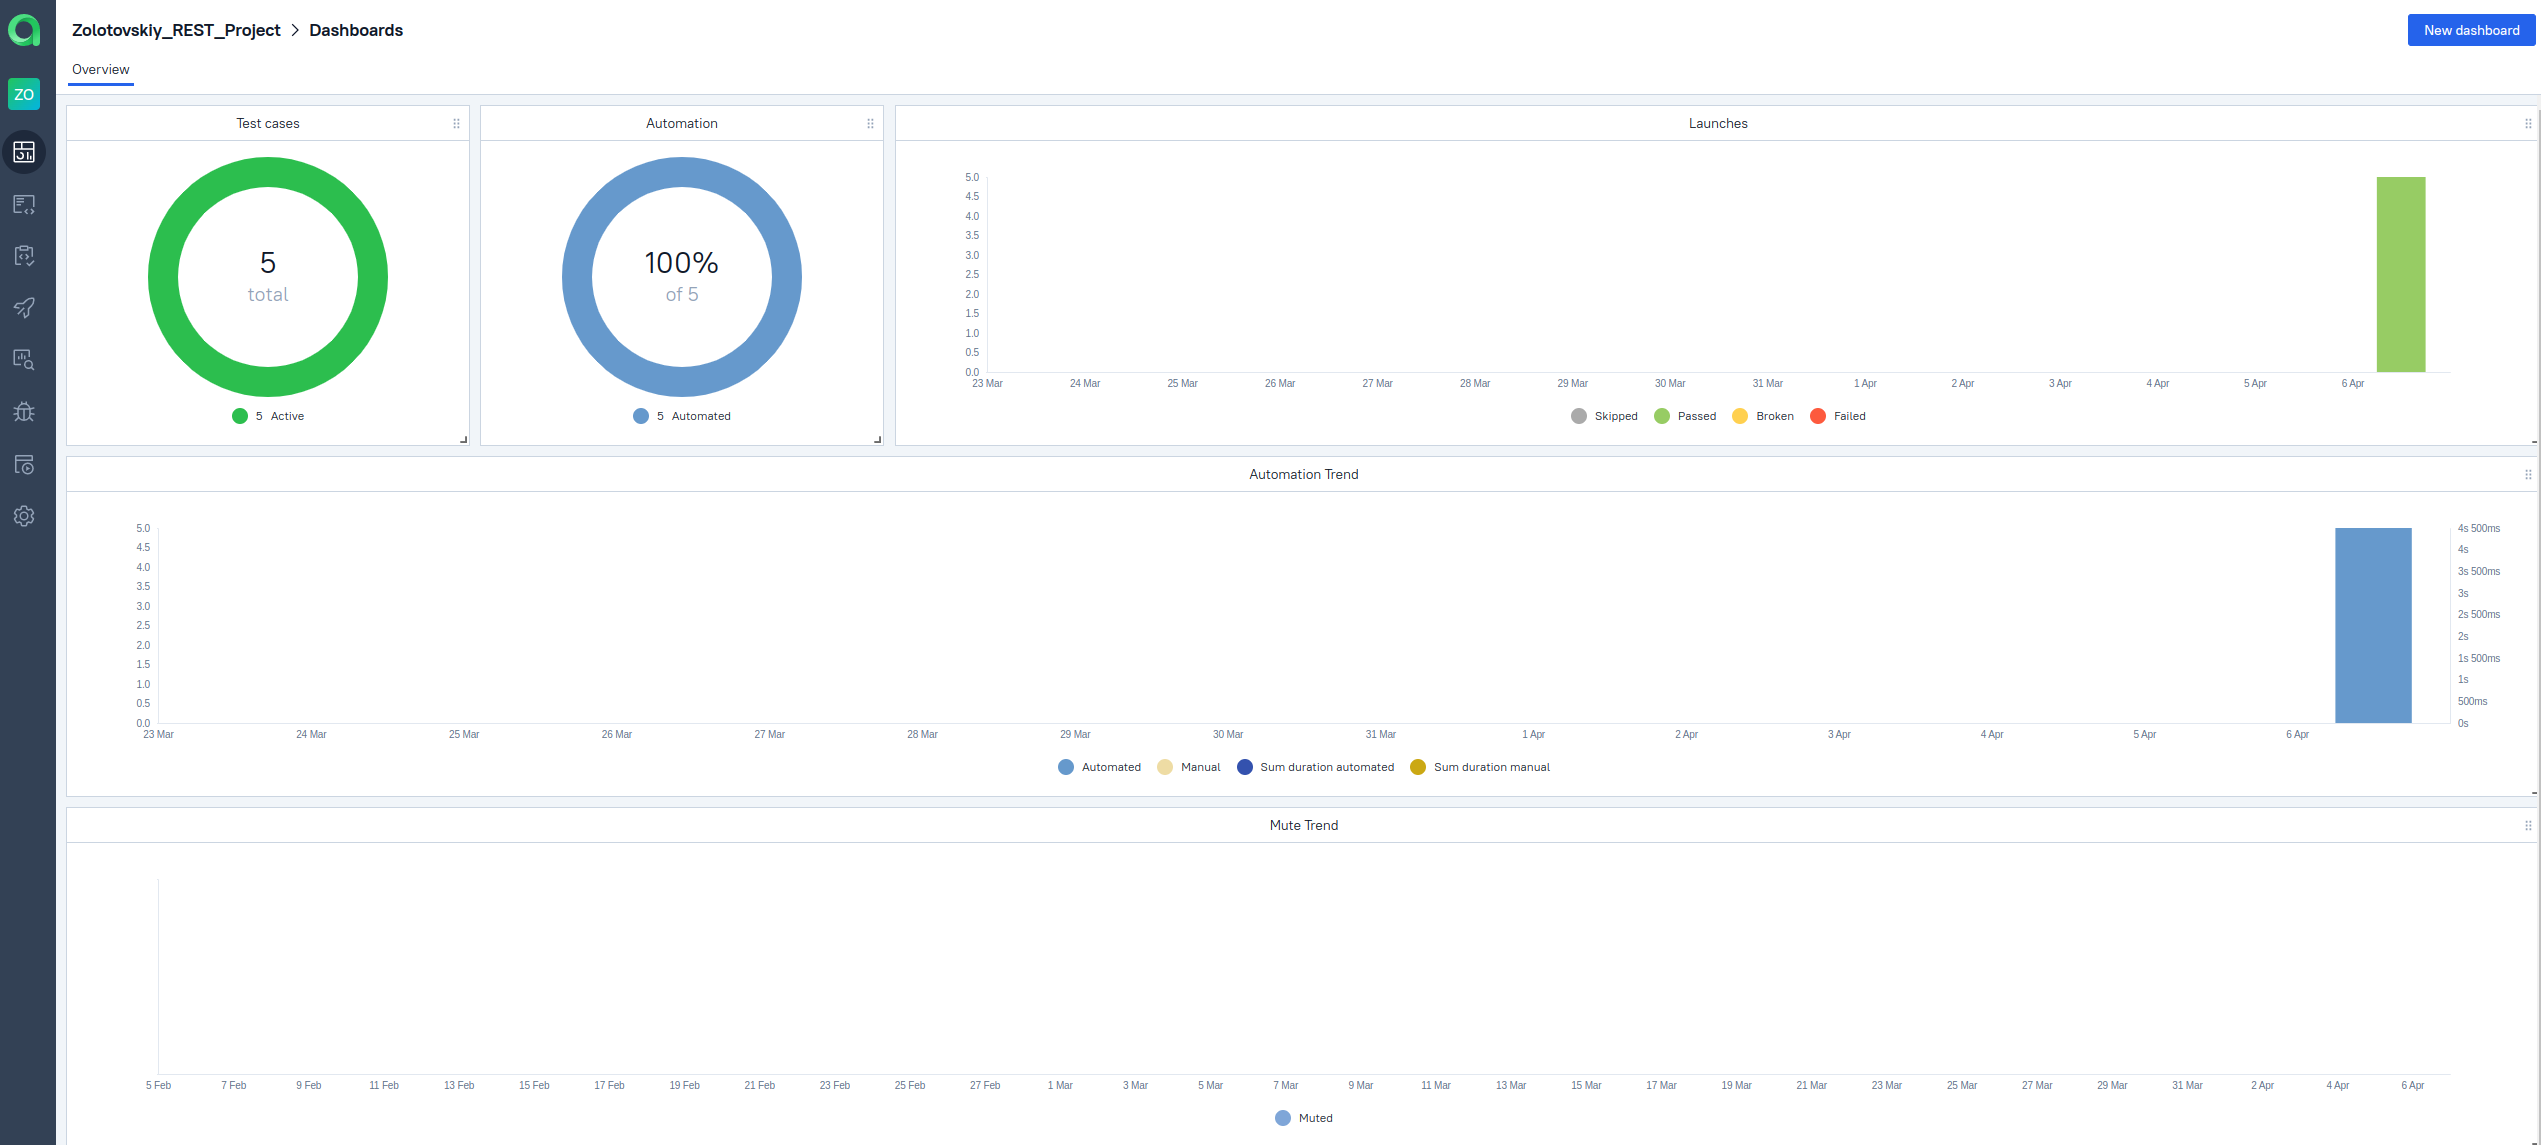 Zolotovskiy_REST_Project > Dashboards
New dashboard
Overview
ZO
Test cases
5
total
5 Active
Automation
100%
of 5
5 Automated
Launches
5.0
4.5
4.0
3.5
3.0
2.5
2.0
1.5
1.0
0.5
0.0
23 Mar 24 Mar 25 Mar 26 Mar 27 Mar 28 Mar 29 Mar 30 Mar 31 Mar 1 Apr 2 Apr 3 Apr 4 Apr 5 Apr 6 Apr
Skipped Passed Broken Failed
Automation Trend
5.0
4.5
4.0
3.5
3.0
2.5
2.0
1.5
1.0
0.5
0.0
4s 500ms
4s
3s 500ms
3s
2s 500ms
2s
1s 500ms
1s
500ms
0s
23 Mar 24 Mar 25 Mar 26 Mar 27 Mar 28 Mar 29 Mar 30 Mar 31 Mar 1 Apr 2 Apr 3 Apr 4 Apr 5 Apr 6 Apr
Automated Manual Sum duration automated Sum duration manual
Mute Trend
5 Feb 7 Feb 9 Feb 11 Feb 13 Feb 15 Feb 17 Feb 19 Feb 21 Feb 23 Feb 25 Feb 27 Feb 1 Mar 3 Mar 5 Mar 7 Mar 9 Mar 11 Mar 13 Mar 15 Mar 17 Mar 19 Mar 21 Mar 23 Mar 25 Mar 27 Mar 29 Mar 31 Mar 2 Apr 4 Apr 6 Apr
Muted